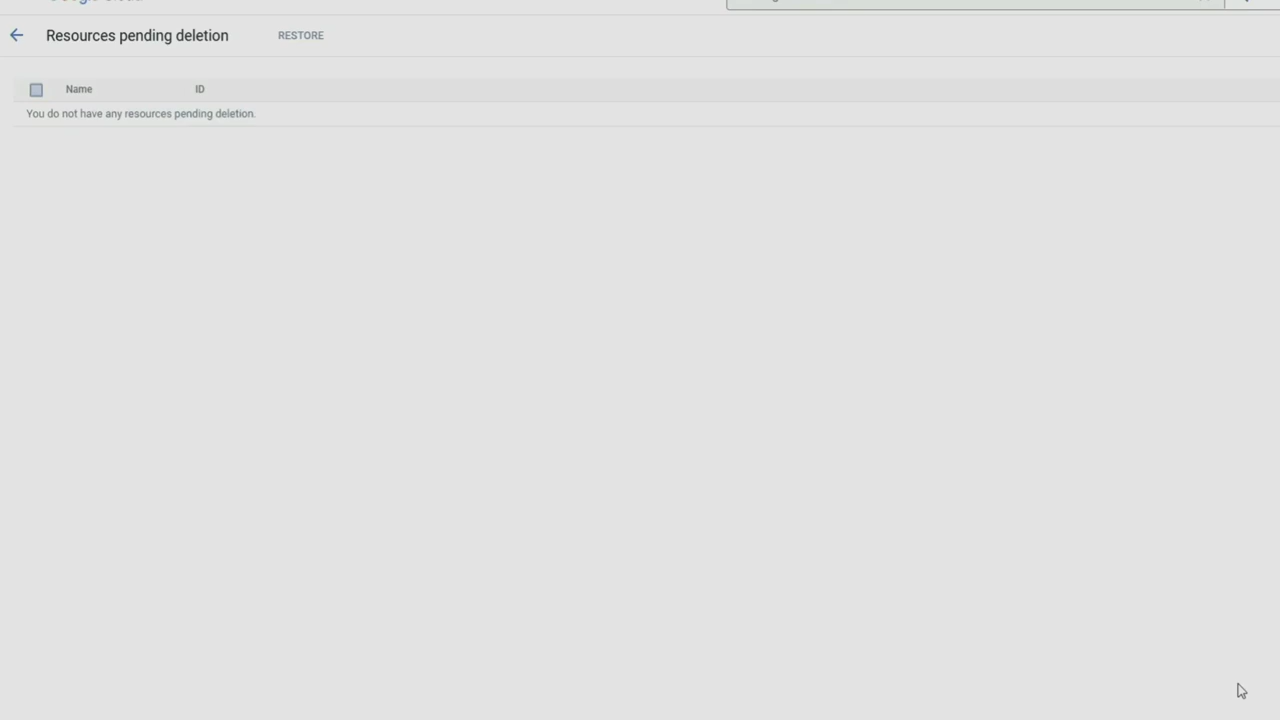 Resources pending deletion RESTORE
Name ID
You do not have any resources pending deletion.